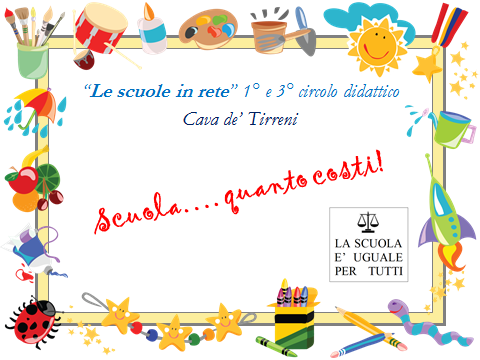 “Le scuole in rete” 1° e 3° circolo didattico
Cava de’ Tirreni
Scuola....quanto costi!
LA SCUOLA
E’ UGUALE
PER TUTTI